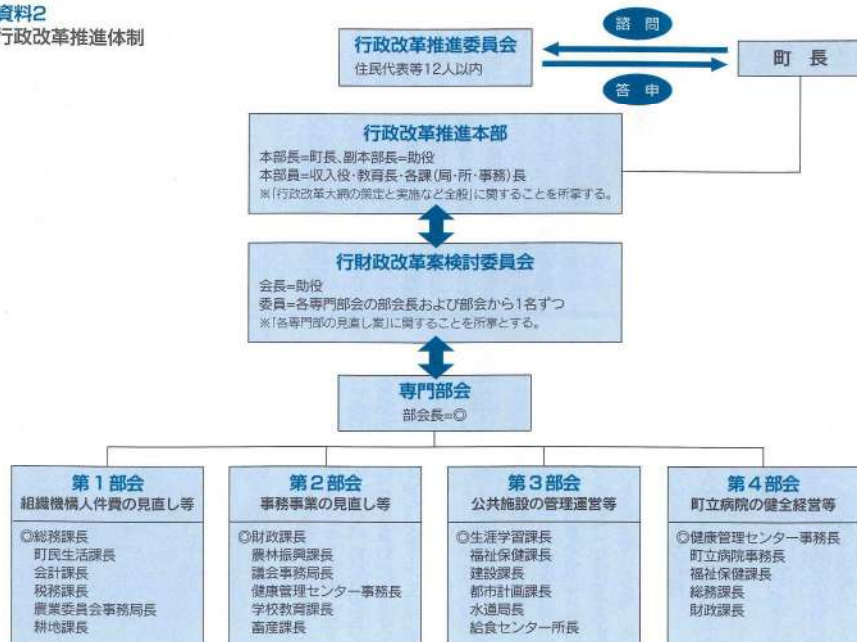 資料2
行政改革推進体制
行政改革推進委員会
住民代表等12人以内
諮問
答申
町長
行政改革推進本部
本部長=町長、副本部長=助役
本部員=収入役・教育長・各課(局・所・事務)長
※「行政改革大綱の策定と実施など全般」に関することを所掌する。
行財政改革案検討委員会
会長=助役
委員=各専門部会の部会長および部会から1名ずつ
※「各専門部の見直し案」に関することを所掌とする。
専門部会
部会長=◎
第1部会
組織機構人件費の見直し等
◎総務課長
町民生活課長
会計課長
税務課長
農業委員会事務局長
耕地課長
第2部会
事務事業の見直し等
◎財政課長
農林振興課長
議会事務局長
健康管理センター事務長
学校教育課長
畜産課長
第3部会
公共施設の管理運営等
◎生涯学習課長
福祉保健課長
建設課長
都市計画課長
水道局長
給食センター所長
第4部会
町立病院の健全経営等
◎健康管理センター事務長
町立病院事務長
福祉保健課長
総務課長
財政課長